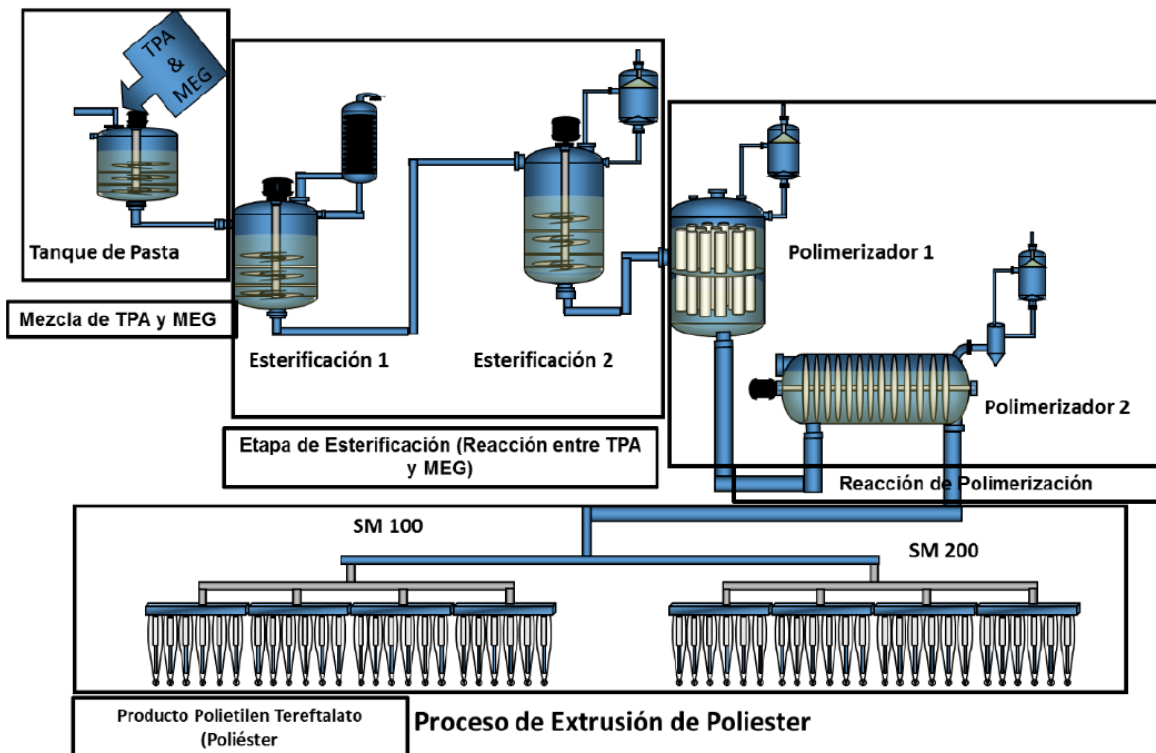 TPA
&
MEG
Tanque de Pasta
Mezcla de TPA y MEG
Esterificación 1
Esterificación 2
Etapa de Esterificación (Reacción entre TPA
y MEG)
Polimerizador 1
Polimerizador 2
Reacción de Polimerización
SM 100
SM 200
Producto Polietilen Tereftalato
(Poliéster
Proceso de Extrusión de Poliester